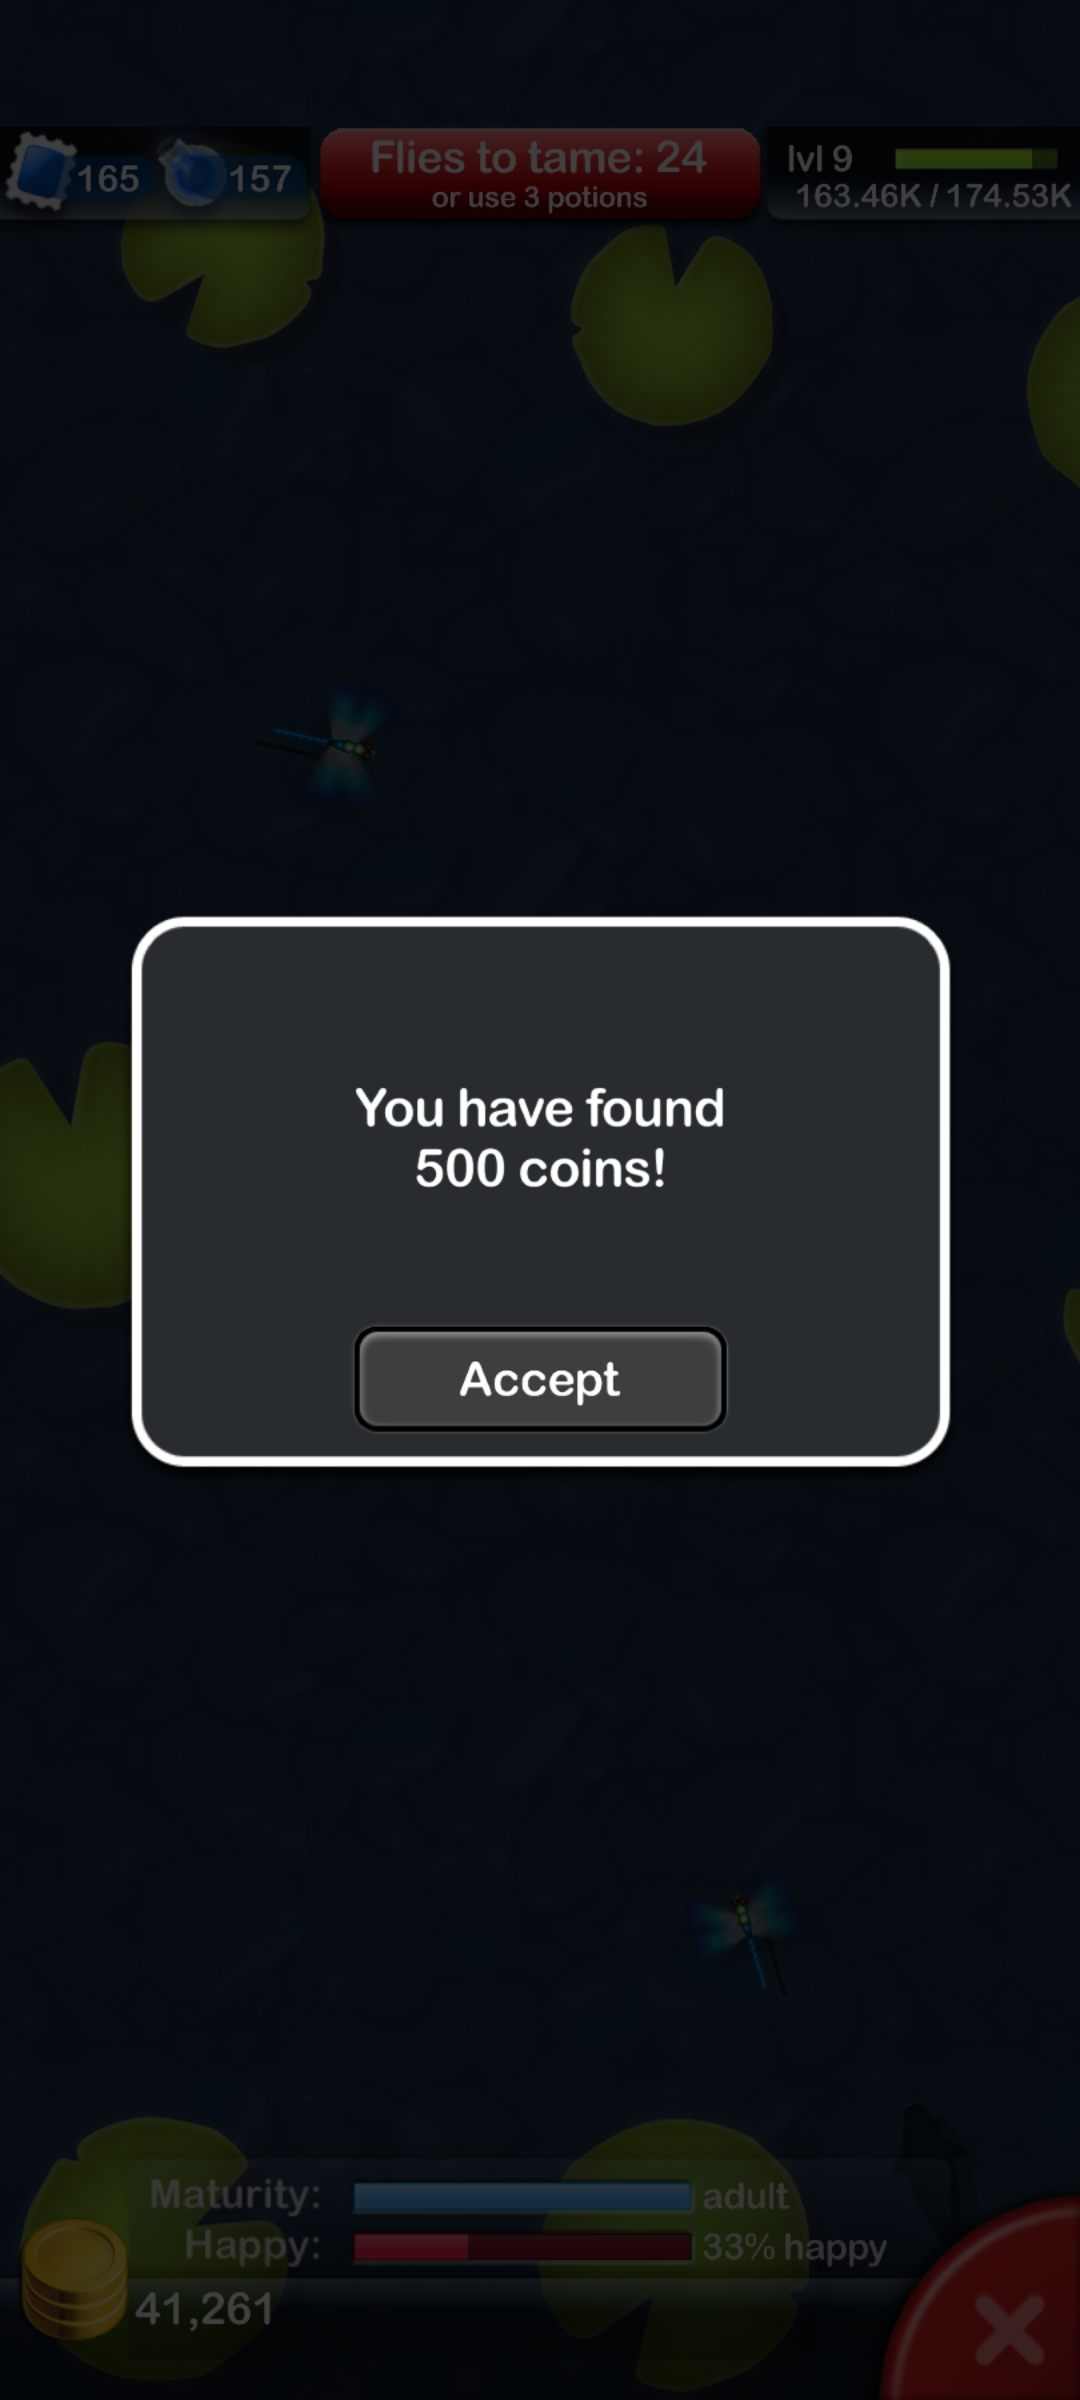 165
157
Flies to tame: 24
or use 3 potions
lvl 9
163.46K / 174.53K
You have found
500 coins!
Accept
Maturity:
adult
Happy:
33% happy
41,261